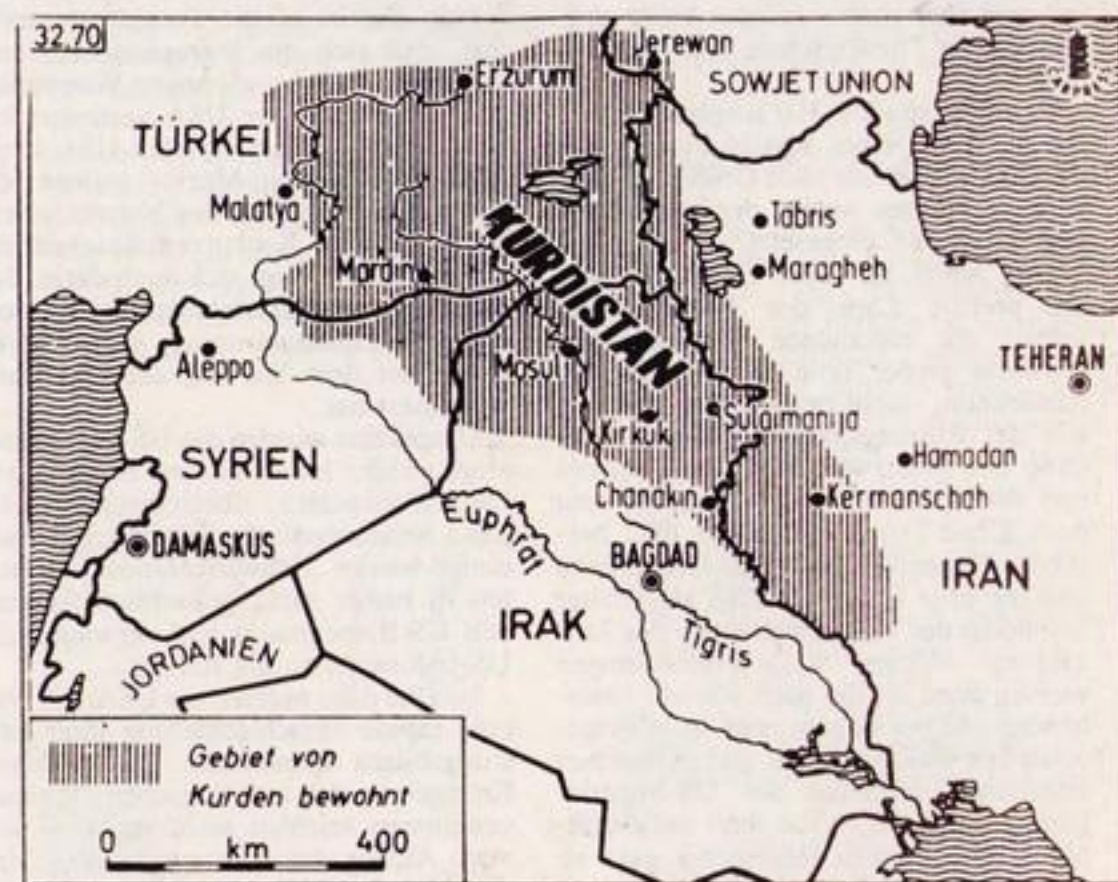 32.70
Jerewan
SOWJETUNION
Erzurum
TÜRKEI
Malatya
Tabris
Maragheh
Mardin
KURDISTAN
TEHERAN
Aleppo
Mosul
Sulaimanija
Kirkuk
Hamadan
SYRIEN
Chanakin
Kermanschah
Euphrat
DAMASKUS
BAGDAD
IRAN
IRAK
Tigris
JORDANIEN
Gebiet von
Kurden bewohnt
0 km 400